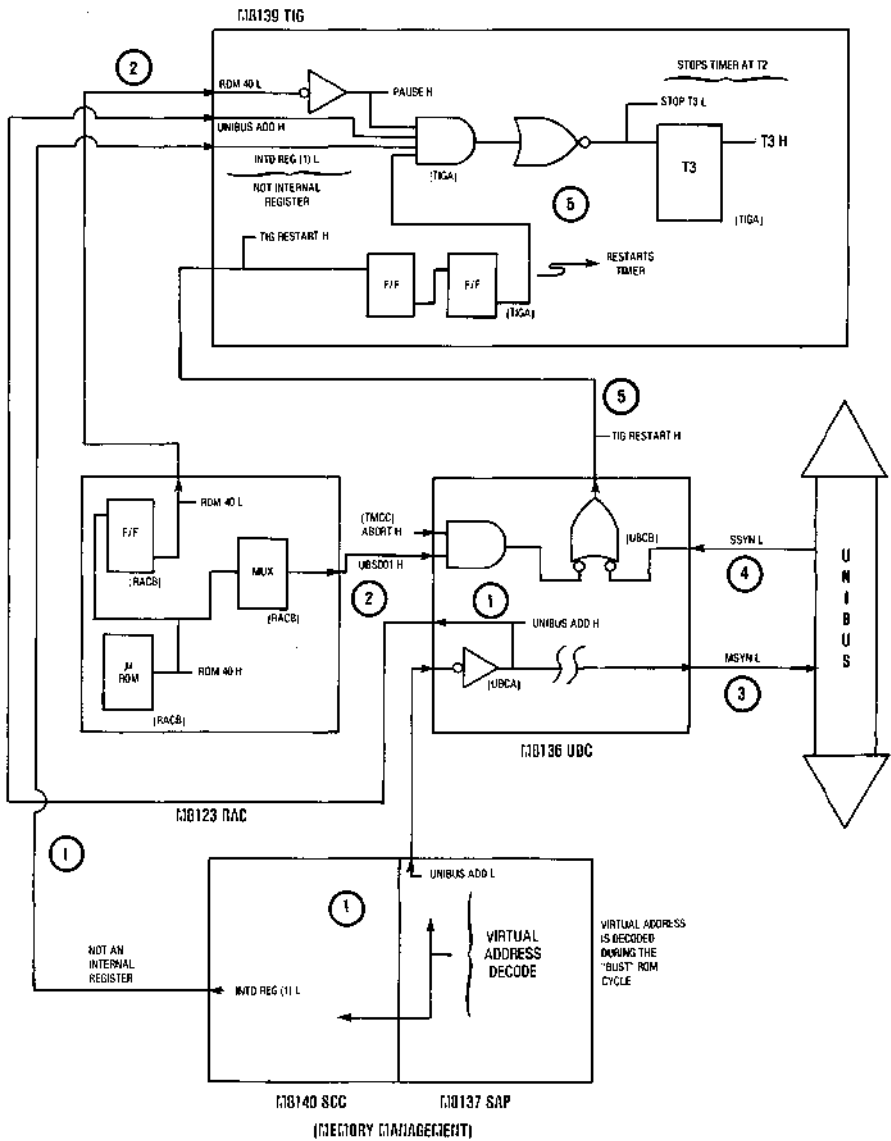 M8139 TIG
2
ROM 40 L
PAUSE H
STOPS TIMER AT T2
STOP T3 L
UNIBUS ADD H
T3 H
T3
INTD REG (1) L
(TIGA)
NOT INTERNAL
REGISTER
5
(TIGA)
TIG RESTART H
F/F
F/F
RESTARTS
TIMER
(TIGA)
5
TIG RESTART H
ROM 40 L
F/F
(RACB)
MUX
(RACB)
µ
ROM
ROM 40 H
(RACB)
(TMCC)
ABORT H
UBSD01 H
2
(UBCB)
SSYN L
4
1
UNIBUS ADD H
(UBCA)
MSYN L
3
UNIBUS
M8136 UBC
M8123 RAC
1
UNIBUS ADD L
1
VIRTUAL
ADDRESS
DECODE
VIRTUAL ADDRESS
IS DECODED
DURING THE
"BUST" ROM
CYCLE
NOT AN
INTERNAL
REGISTER
INTD REG (1) L
M8140 SCC
M8137 SAP
(MEMORY MANAGEMENT)